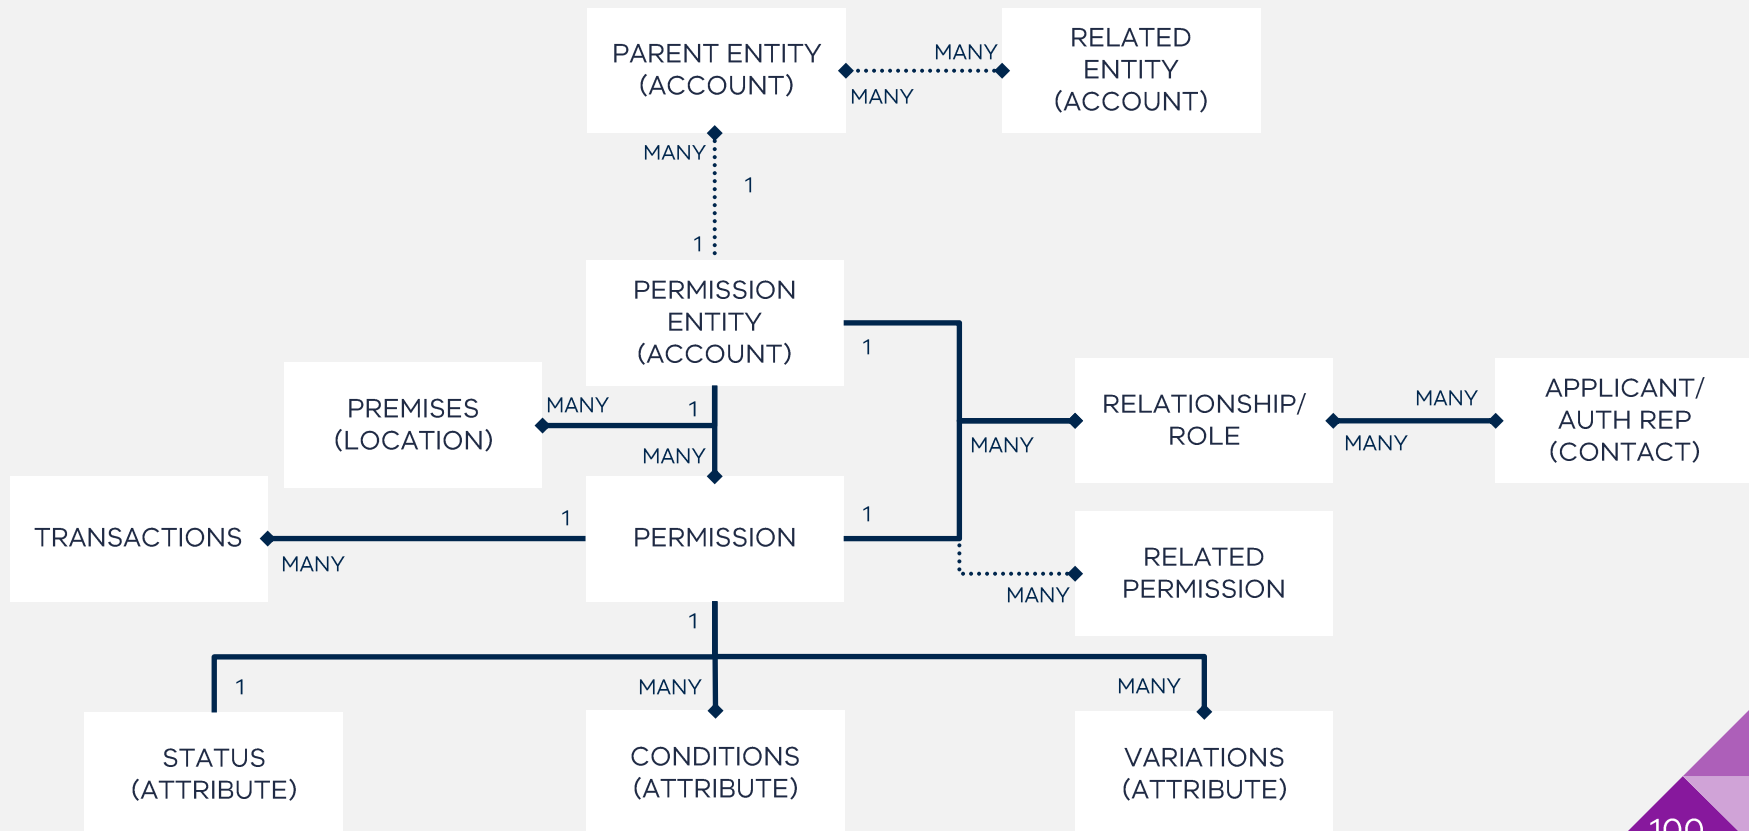 PARENT ENTITY
(ACCOUNT)
MANY
MANY
RELATED
ENTITY
(ACCOUNT)
MANY
1
1
PERMISSION
ENTITY
(ACCOUNT)
1
PREMISES
(LOCATION)
MANY
1
MANY
MANY
RELATIONSHIP/
ROLE
MANY
MANY
APPLICANT/
AUTH REP
(CONTACT)
TRANSACTIONS
MANY
1
PERMISSION
1
MANY
RELATED
PERMISSION
1
1
MANY
MANY
STATUS
(ATTRIBUTE)
CONDITIONS
(ATTRIBUTE)
VARIATIONS
(ATTRIBUTE)
100